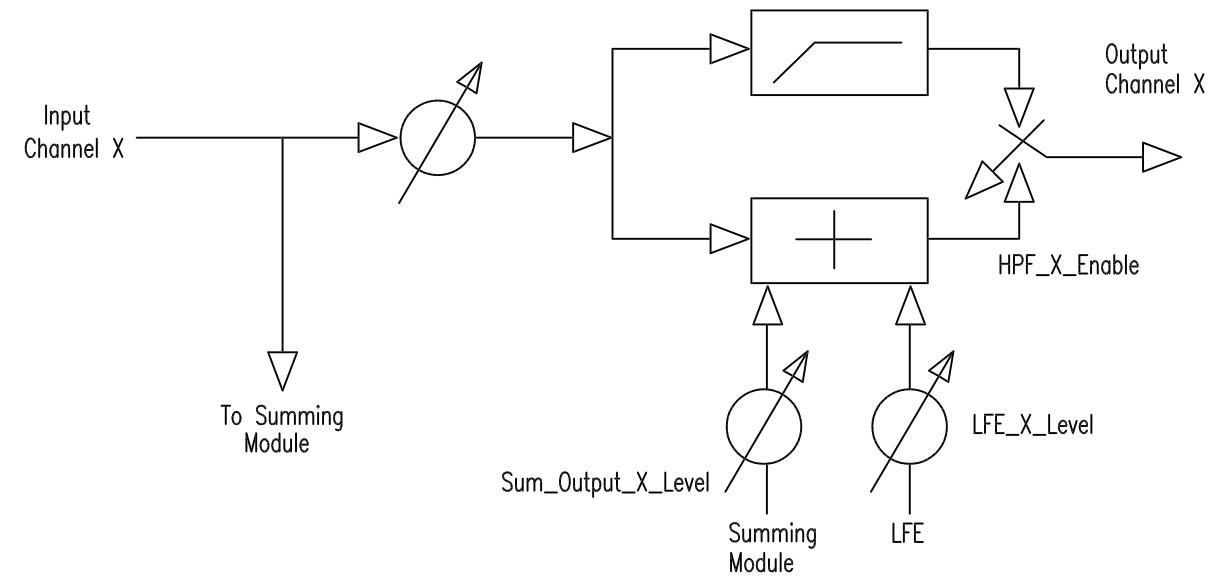 Input
Channel X
Output
Channel X
HPF_X_Enable
To Summing
Module
LFE_X_Level
Sum_Output_X_Level
Summing
Module
LFE